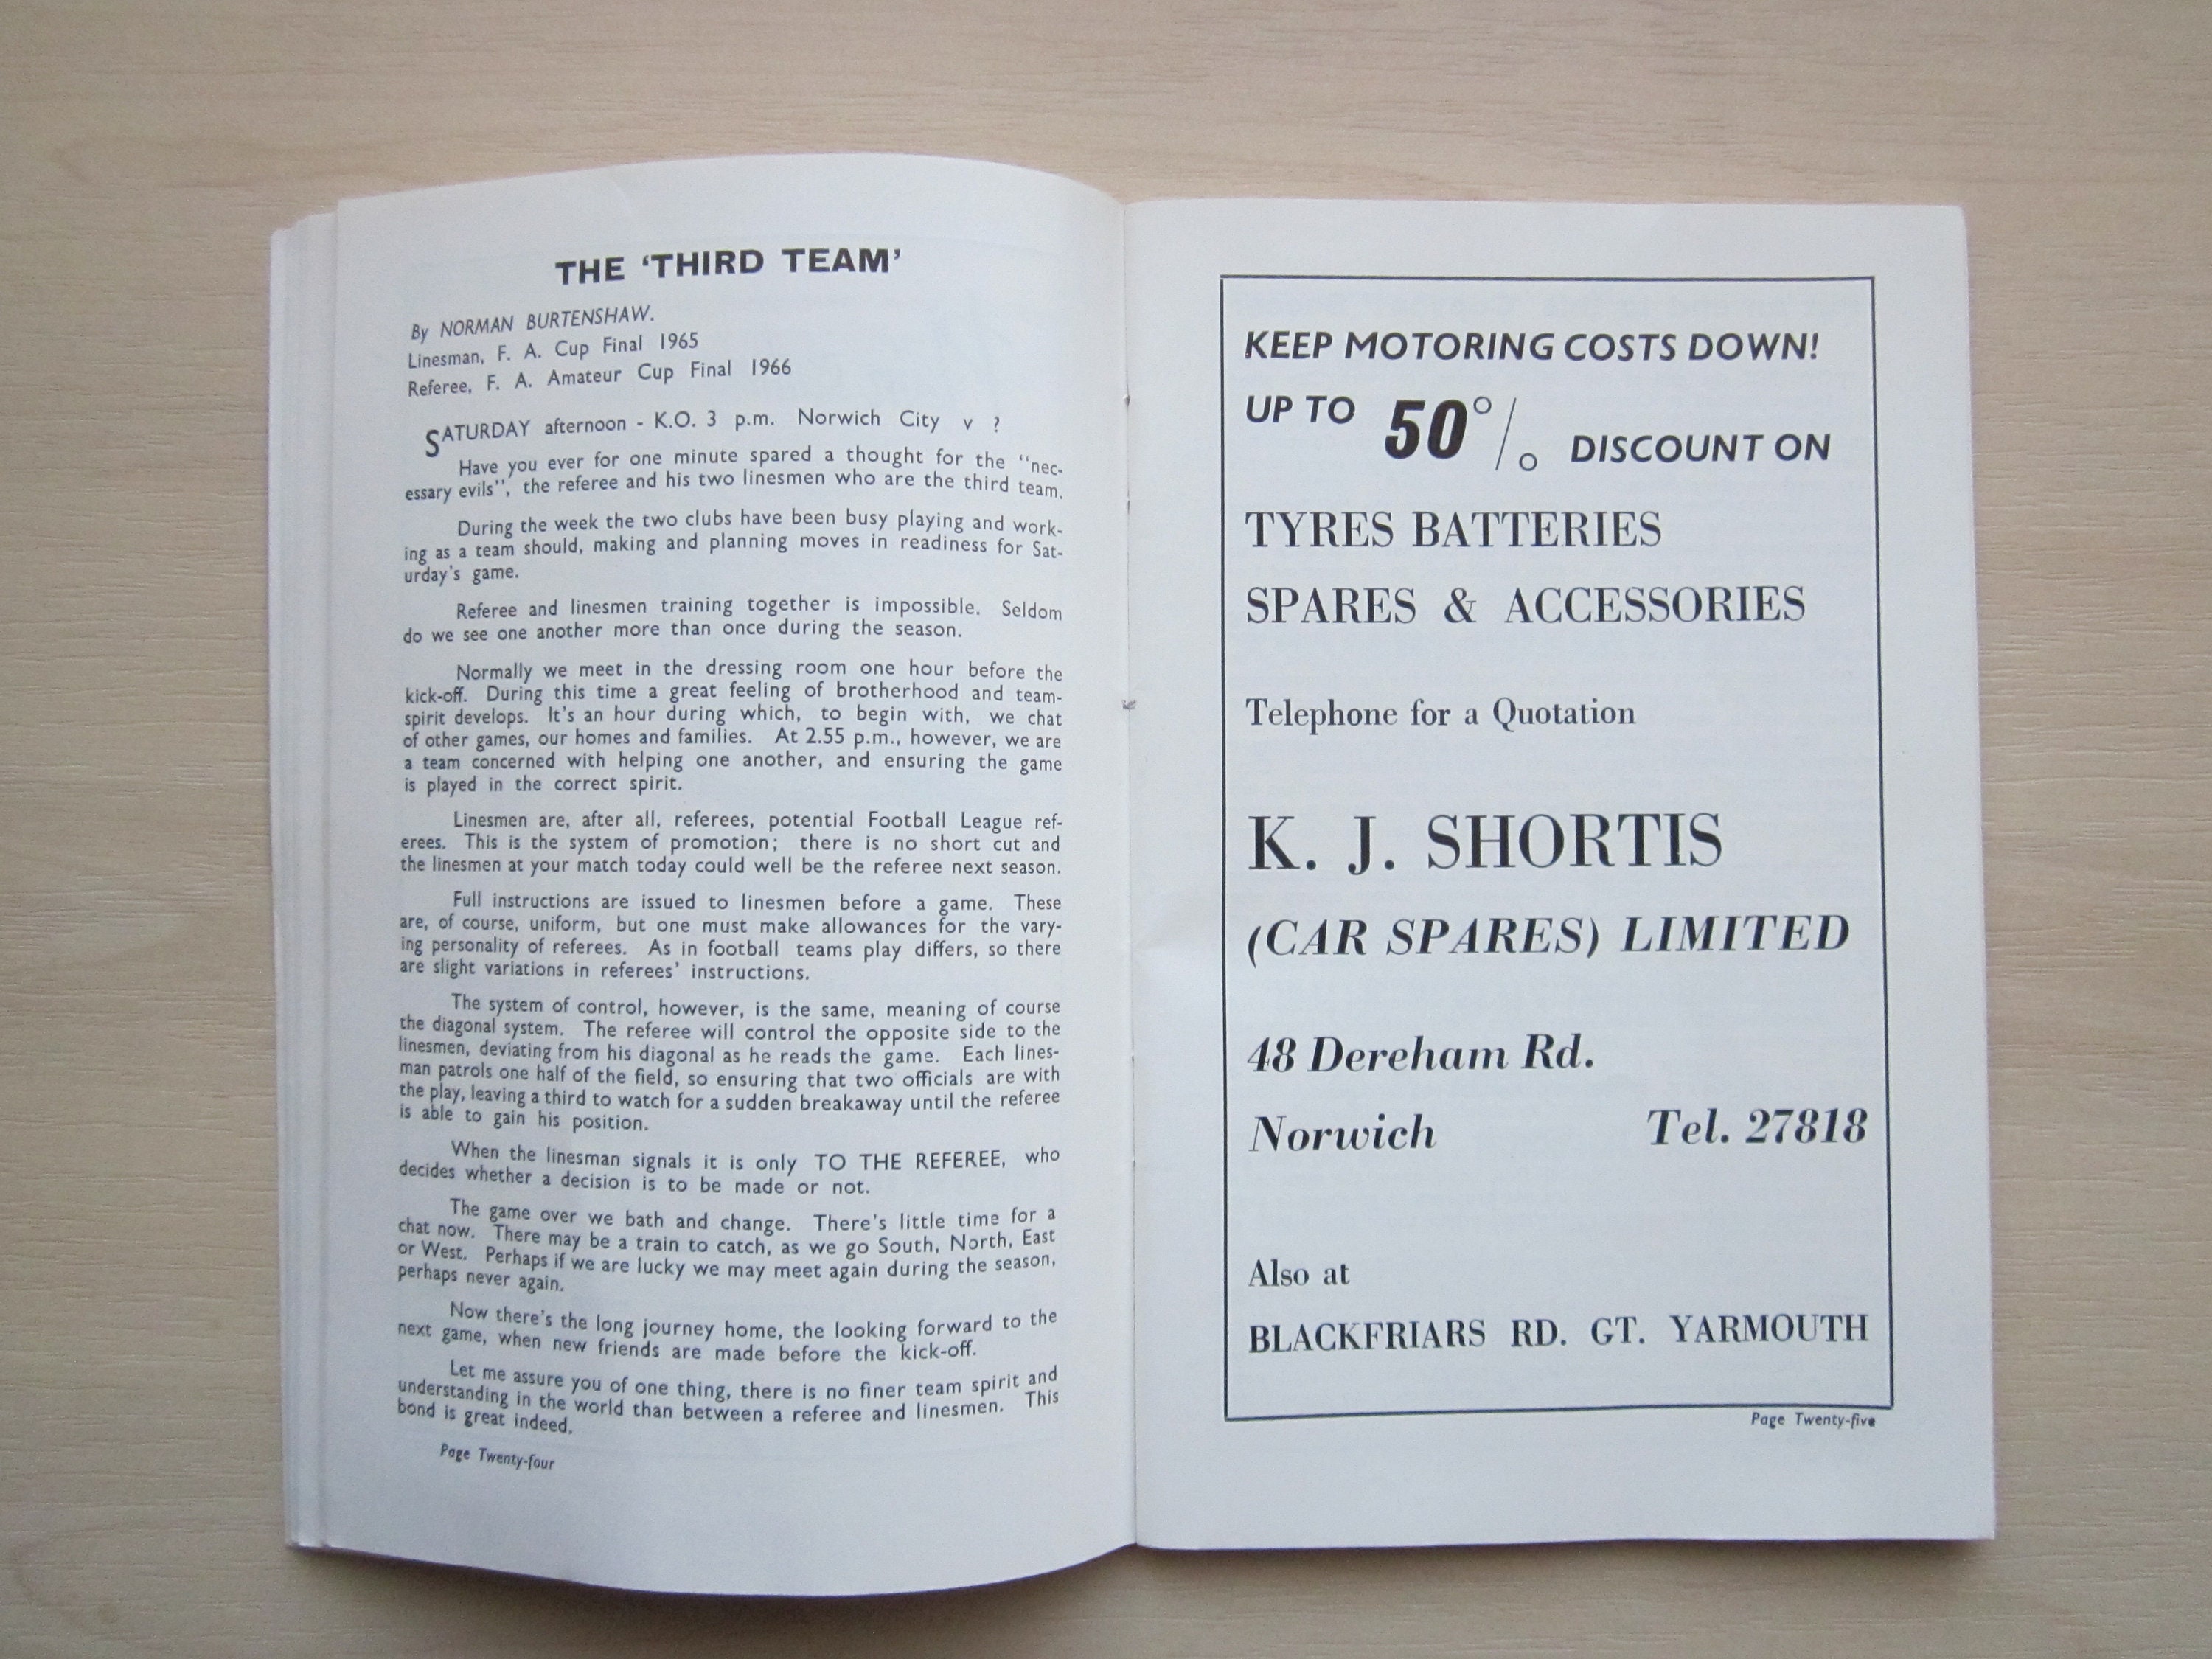 THE ‘THIRD TEAM’
By NORMAN BURTENSHAW.
Linesman, F. A. Cup Final 1965
Referee, F. A. Amateur Cup Final 1966
SATURDAY afternoon - K.O. 3 p.m. Norwich City v ?
Have you ever for one minute spared a thought for the “nec-
essary evils”, the referee and his two linesmen who are the third team.
During the week the two clubs have been busy playing and work-
ing as a team should, making and planning moves in readiness for Sat-
urday’s game.
Referee and linesmen training together is impossible. Seldom
do we see one another more than once during the season.
Normally we meet in the dressing room one hour before the
kick-off. During this time a great feeling of brotherhood and team-
spirit develops. It’s an hour during which, to begin with, we chat
of other games, our homes and families. At 2.55 p.m., however, we are
a team concerned with helping one another, and ensuring the game
is played in the correct spirit.
Linesmen are, after all, referees, potential Football League ref-
erees. This is the system of promotion; there is no short cut and
the linesmen at your match today could well be the referee next season.
Full instructions are issued to linesmen before a game. These
are, of course, uniform, but one must make allowances for the vary-
ing personality of referees. As in football teams play differs, so there
are slight variations in referees’ instructions.
The system of control, however, is the same, meaning of course
the diagonal system. The referee will control the opposite side to the
linesmen, deviating from his diagonal as he reads the game. Each lines-
man patrols one half of the field, so ensuring that two officials are with
the play, leaving a third to watch for a sudden breakaway until the referee
is able to gain his position.
When the linesman signals it is only TO THE REFEREE, who
decides whether a decision is to be made or not.
The game over we bath and change. There’s little time for a
chat now. There may be a train to catch, as we go South, North, East
or West. Perhaps if we are lucky we may meet again during the season,
perhaps never again.
Now there’s the long journey home, the looking forward to the
next game, when new friends are made before the kick-off.
Let me assure you of one thing, there is no finer team spirit and
understanding in the world than between a referee and linesmen. This
bond is great indeed.
Page Twenty-four
KEEP MOTORING COSTS DOWN!
UP TO 50% DISCOUNT ON
TYRES BATTERIES
SPARES & ACCESSORIES
Telephone for a Quotation
K. J. SHORTIS
(CAR SPARES) LIMITED
48 Dereham Rd.
Norwich Tel. 27818
Also at
BLACKFRIARS RD. GT. YARMOUTH
Page Twenty-five